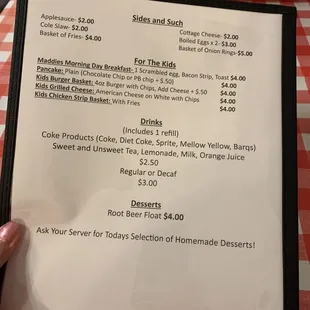 Sides and Such
Applesauce- $2.00
Cole Slaw- $2.00
Basket of Fries- $4.00
Cottage Cheese- $2.00
Boiled Eggs x 2- $3.00
Basket of Onion Rings-$5.00
For The Kids
Maddies Morning Day Breakfast- 1 Scrambled egg, Bacon Strip, Toast $4.00
Pancake: Plain (Chocolate Chip or PB chip + $.50) $4.00
Kids Burger Basket: 4oz Burger with Chips, Add Cheese + $.50 $4.00
Kids Grilled Cheese: American Cheese on White with Chips $4.00
Kids Chicken Strip Basket: With Fries $4.00
Drinks
(Includes 1 refill)
Coke Products (Coke, Diet Coke, Sprite, Mellow Yellow, Barqs)
Sweet and Unsweet Tea, Lemonade, Milk, Orange Juice
$2.50
Regular or Decaf
$3.00
Desserts
Root Beer Float $4.00
Ask Your Server for Todays Selection of Homemade Desserts!